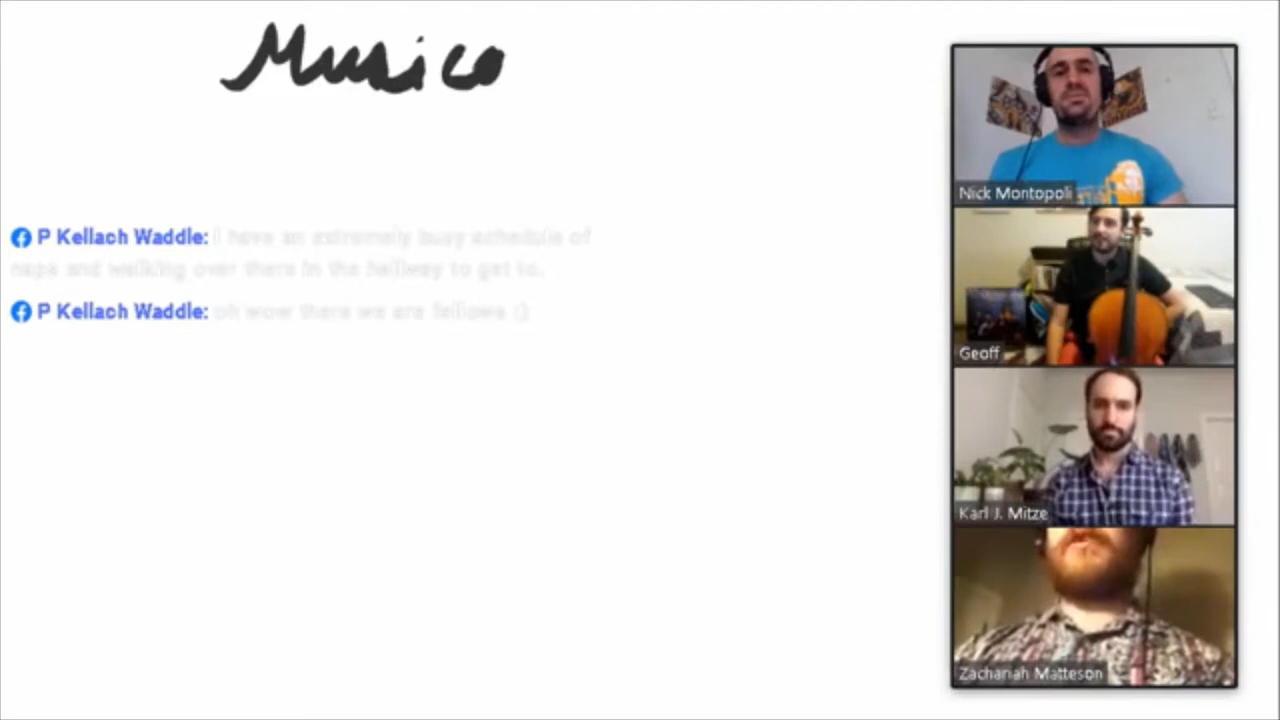 Musica
P Kellach Waddle: I have an extremely busy schedule of
naps and walking over there in the hallway to get to.
P Kellach Waddle: oh wow there we are fellows :)
Nick Montopoli
Geoff
Karl J. Mitze
Zachariah Matteson